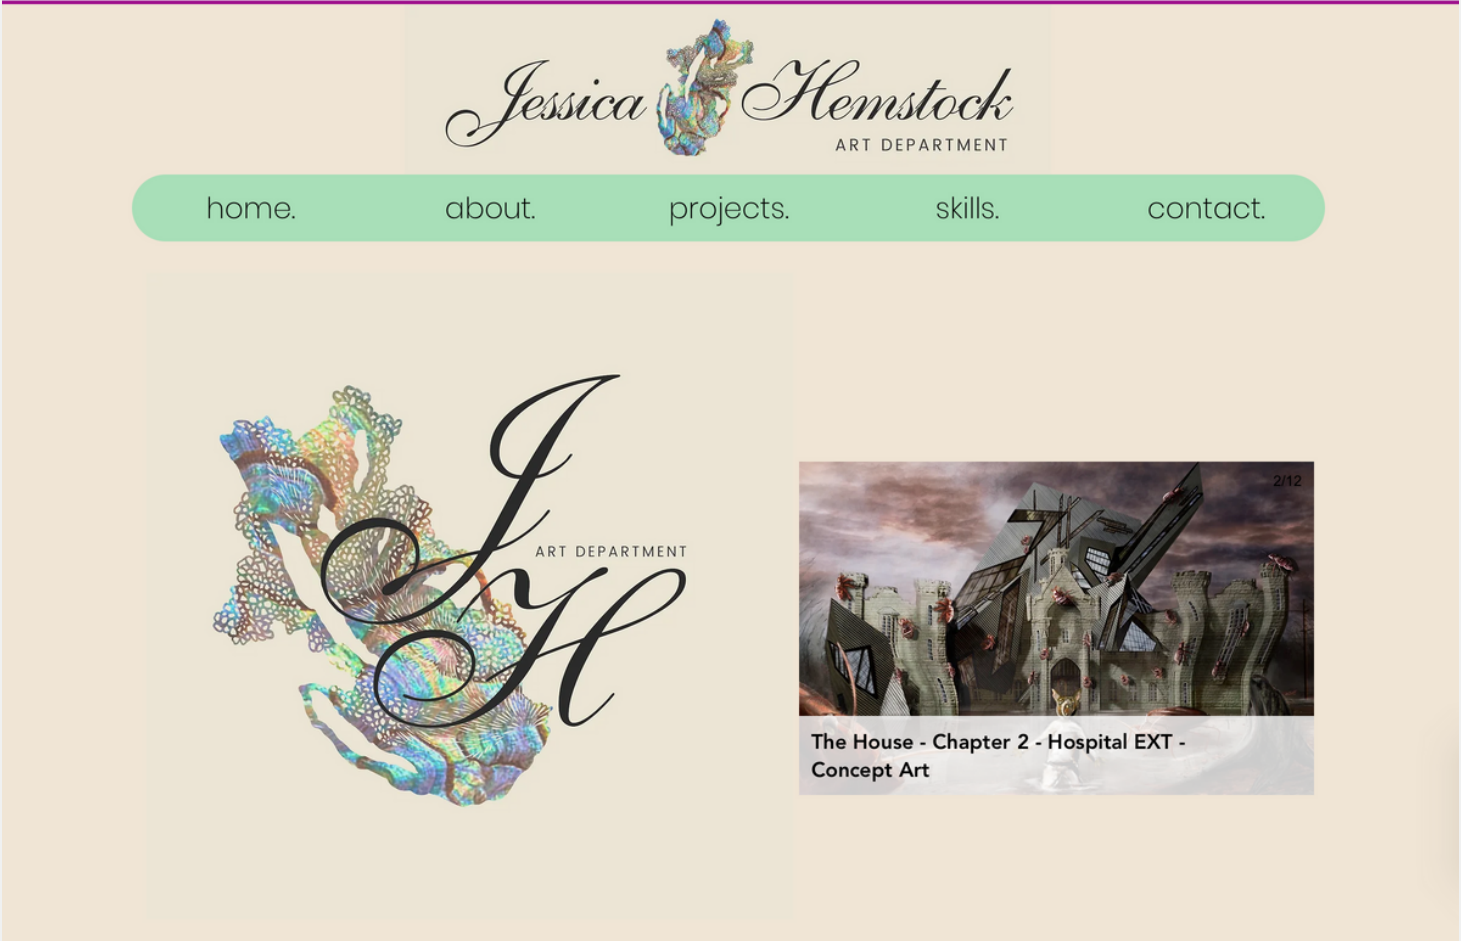 Jessica Hemstock
ART DEPARTMENT
home. about. projects. skills. contact.
J
ART DEPARTMENT
H
2/12
The House - Chapter 2 - Hospital EXT -
Concept Art